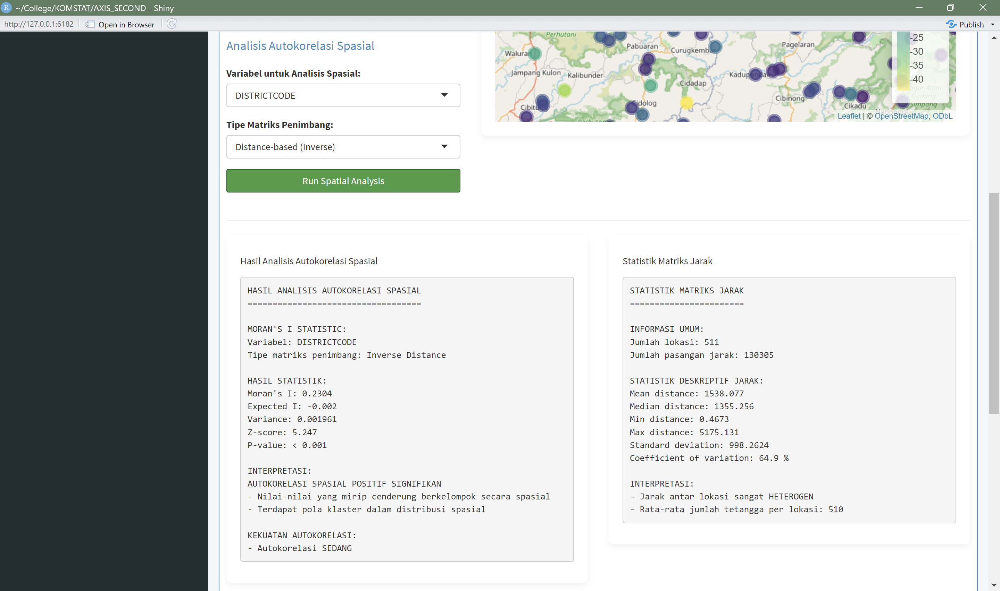 ~/College/KOMSTAT/AXIS_SECOND - Shiny
http://127.0.0.1:6182
Open in Browser
Publish
Analisis Autokorelasi Spasial
Variabel untuk Analisis Spasial:
DISTRICTCODE
Tipe Matriks Penimbang:
Distance-based (Inverse)
Run Spatial Analysis
Perhutani
Waluran
Pabuaran
Curugkembar
Pagelaran
Jampang Kulon
Kalibunder
Cidadap
Cidolog
Cibinong
Cikadu
Naringgul
Gunung
Simpang
25
30
35
40
Leaflet | © OpenStreetMap, ODbL
Hasil Analisis Autokorelasi Spasial
HASIL ANALISIS AUTOKORELASI SPASIAL
===================================
MORAN'S I STATISTIC:
Variabel: DISTRICTCODE
Tipe matriks penimbang: Inverse Distance
HASIL STATISTIK:
Moran's I: 0.2304
Expected I: -0.002
Variance: 0.001961
Z-score: 5.247
P-value: < 0.001
INTERPRETASI:
AUTOKORELASI SPASIAL POSITIF SIGNIFIKAN
- Nilai-nilai yang mirip cenderung berkelompok secara spasial
- Terdapat pola klaster dalam distribusi spasial
KEKUATAN AUTOKORELASI:
- Autokorelasi SEDANG
Statistik Matriks Jarak
STATISTIK MATRIKS JARAK
=======================
INFORMASI UMUM:
Jumlah lokasi: 511
Jumlah pasangan jarak: 130305
STATISTIK DESKRIPTIF JARAK:
Mean distance: 1538.077
Median distance: 1355.256
Min distance: 0.4673
Max distance: 5175.131
Standard deviation: 998.2624
Coefficient of variation: 64.9 %
INTERPRETASI:
- Jarak antar lokasi sangat HETEROGEN
- Rata-rata jumlah tetangga per lokasi: 510